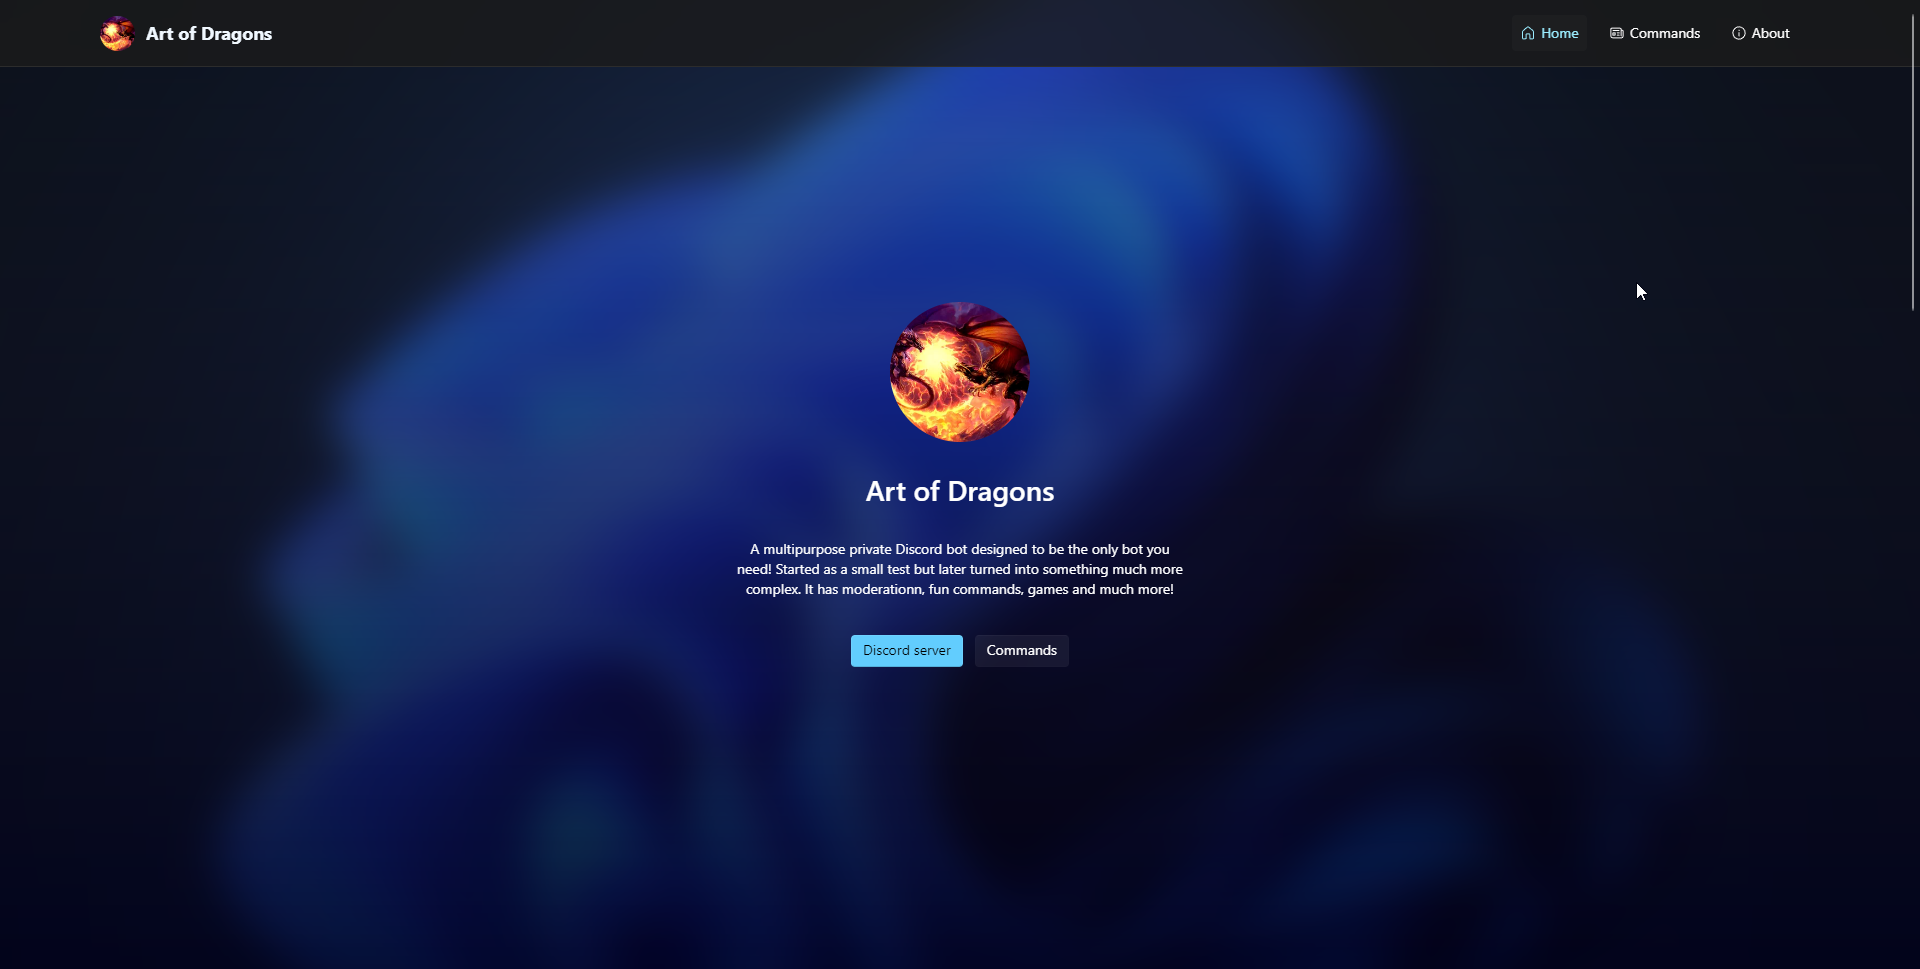 Art of Dragons
Home
Commands
About
Art of Dragons
A multipurpose private Discord bot designed to be the only bot you
need! Started as a small test but later turned into something much more
complex. It has moderationn, fun commands, games and much more!
Discord server
Commands